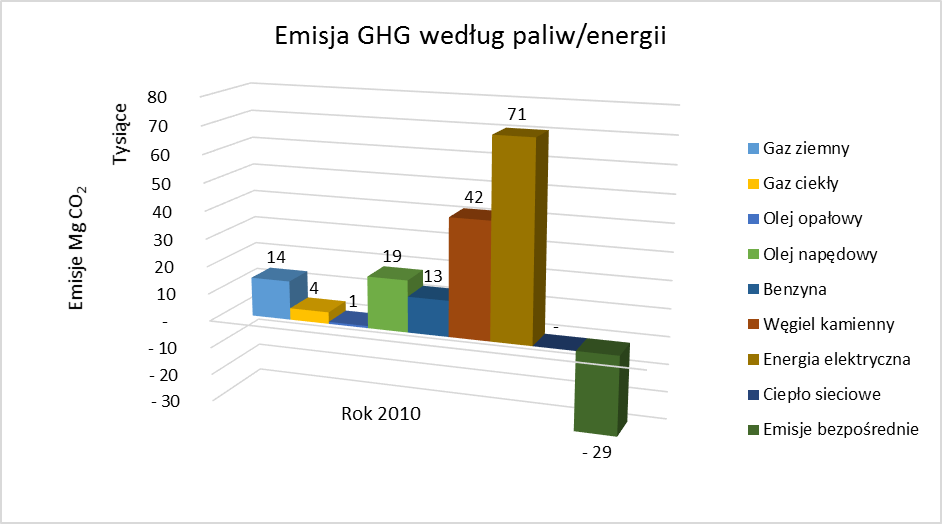 Emisja GHG według paliw/energii
Tysiące
Emisje Mg CO₂
80
70
60
50
40
30
20
10
-
- 10
- 20
- 30
14
4
1
19
13
42
71
-
- 29
Rok 2010
Gaz ziemny
Gaz ciekły
Olej opałowy
Olej napędowy
Benzyna
Węgiel kamienny
Energia elektryczna
Ciepło sieciowe
Emisje bezpośrednie